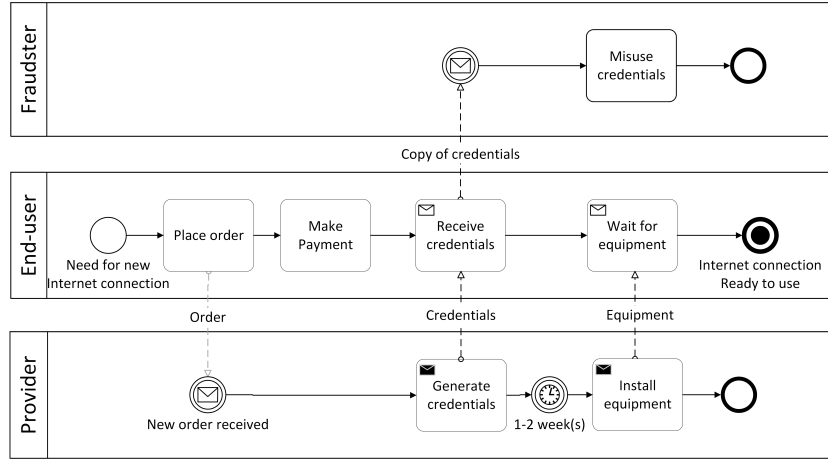 Fraudster
Misuse
credentials
Copy of credentials
End-user
Need for new
Internet connection
Place order
Make
Payment
Receive
credentials
Wait for
equipment
Internet connection
Ready to use
Order
Credentials
Equipment
Provider
New order received
Generate
credentials
1-2 week(s)
Install
equipment